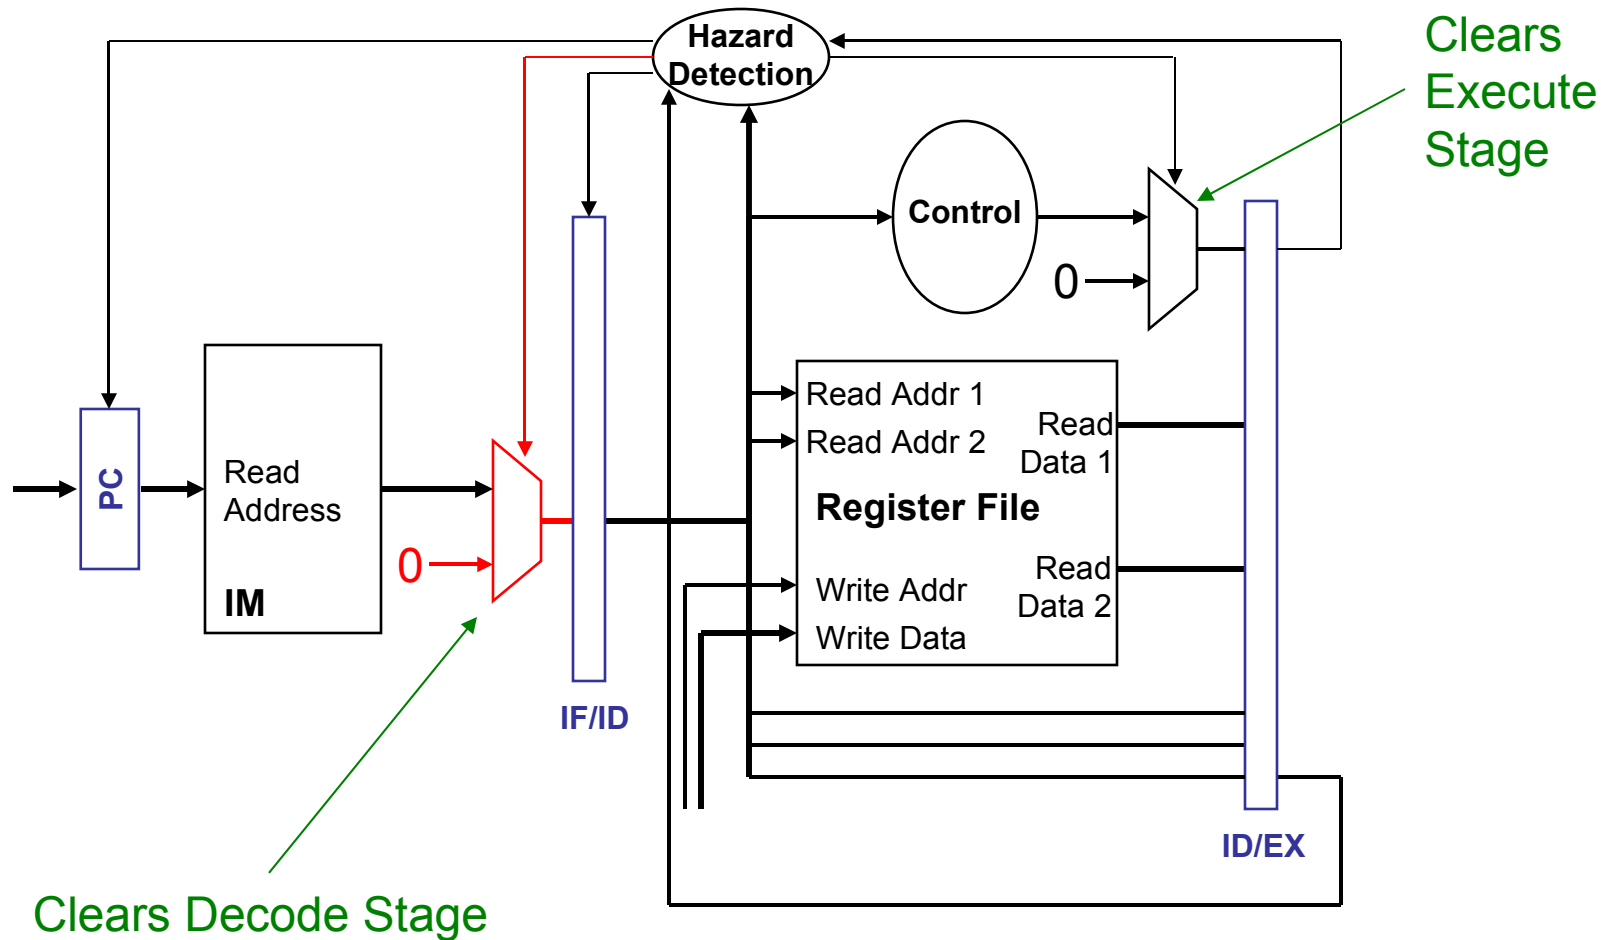 Hazard
Detection
Clears
Execute
Stage
Control
0
Read Addr 1
Read Addr 2
Read
Data 1
PC
Read
Address
IM
0
Register File
Write Addr
Write Data
Read
Data 2
IF/ID
ID/EX
Clears Decode Stage